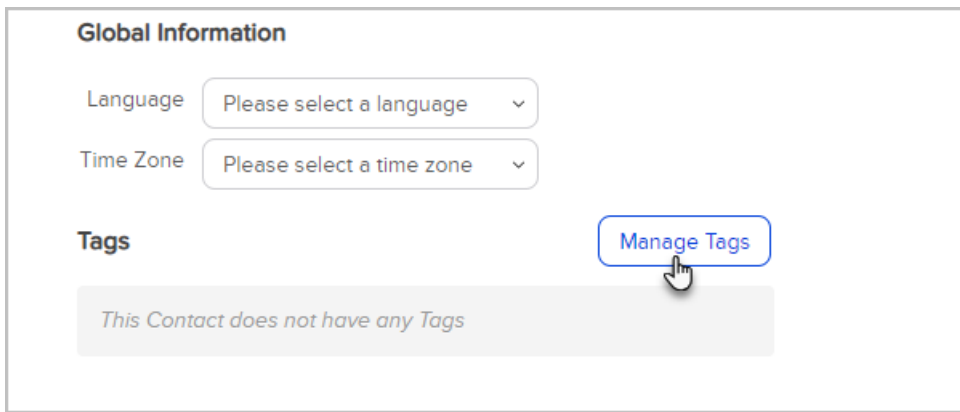 Global Information
Language
Please select a language
Time Zone
Please select a time zone
Tags
Manage Tags
This Contact does not have any Tags